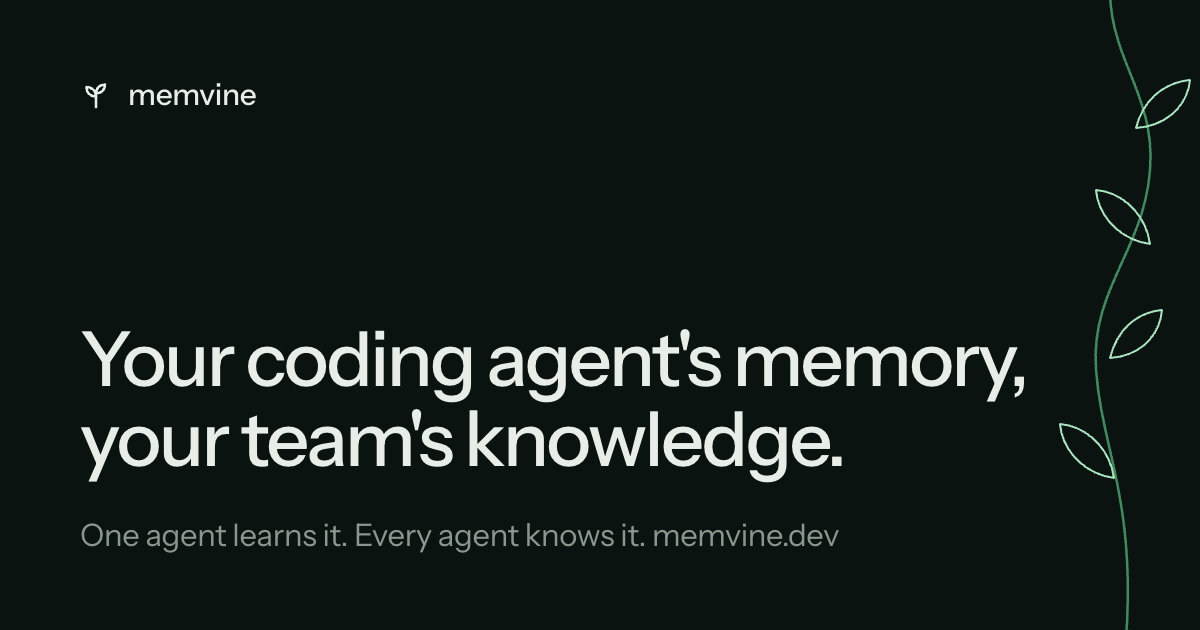 memvine
Your coding agent's memory,
your team's knowledge.
One agent learns it. Every agent knows it. memvine.dev